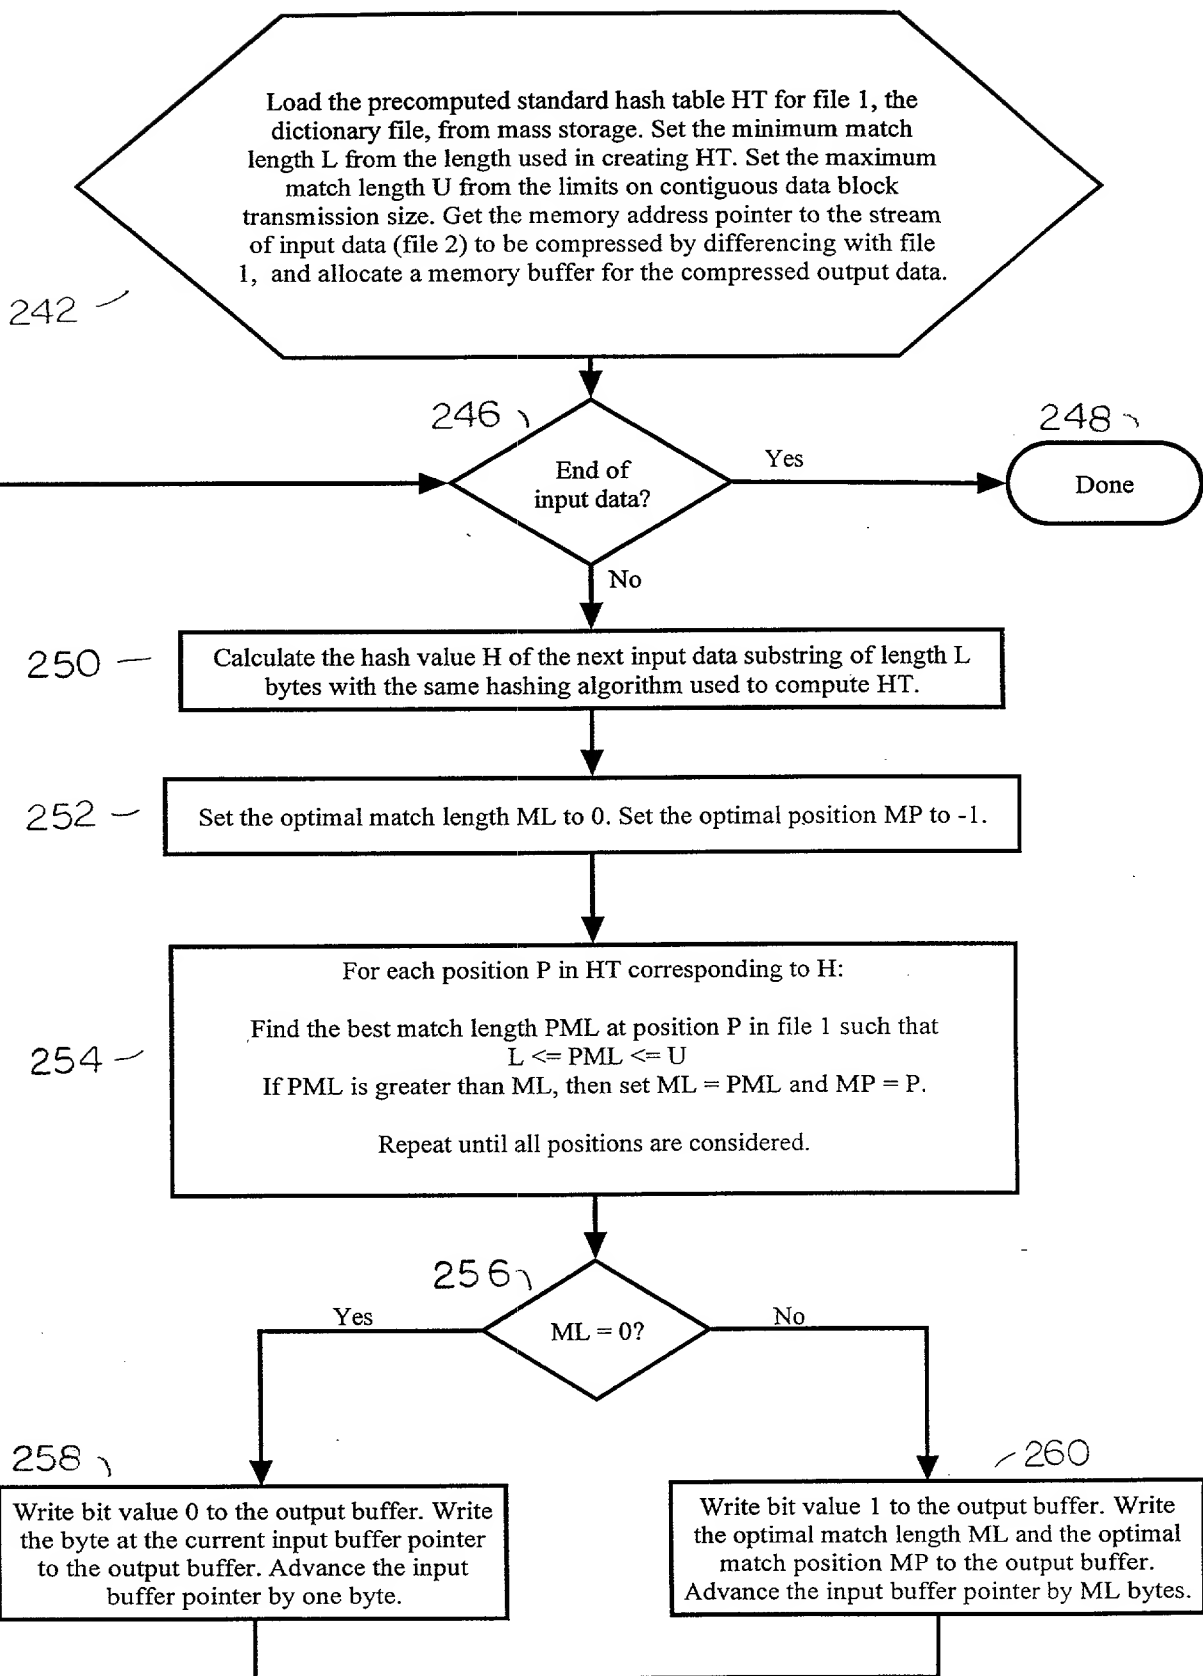 Load the precomputed standard hash table HT for file 1, the
dictionary file, from mass storage. Set the minimum match
length L from the length used in creating HT. Set the maximum
match length U from the limits on contiguous data block
transmission size. Get the memory address pointer to the stream
of input data (file 2) to be compressed by differencing with file
1, and allocate a memory buffer for the compressed output data.
242
246
248
End of
input data?
Yes
Done
No
250
Calculate the hash value H of the next input data substring of length L
bytes with the same hashing algorithm used to compute HT.
252
Set the optimal match length ML to 0. Set the optimal position MP to -1.
254
For each position P in HT corresponding to H:
Find the best match length PML at position P in file 1 such that
L <= PML <= U
If PML is greater than ML, then set ML = PML and MP = P.
Repeat until all positions are considered.
256
Yes
ML = 0?
No
258
Write bit value 0 to the output buffer. Write
the byte at the current input buffer pointer
to the output buffer. Advance the input
buffer pointer by one byte.
260
Write bit value 1 to the output buffer. Write
the optimal match length ML and the optimal
match position MP to the output buffer.
Advance the input buffer pointer by ML bytes.